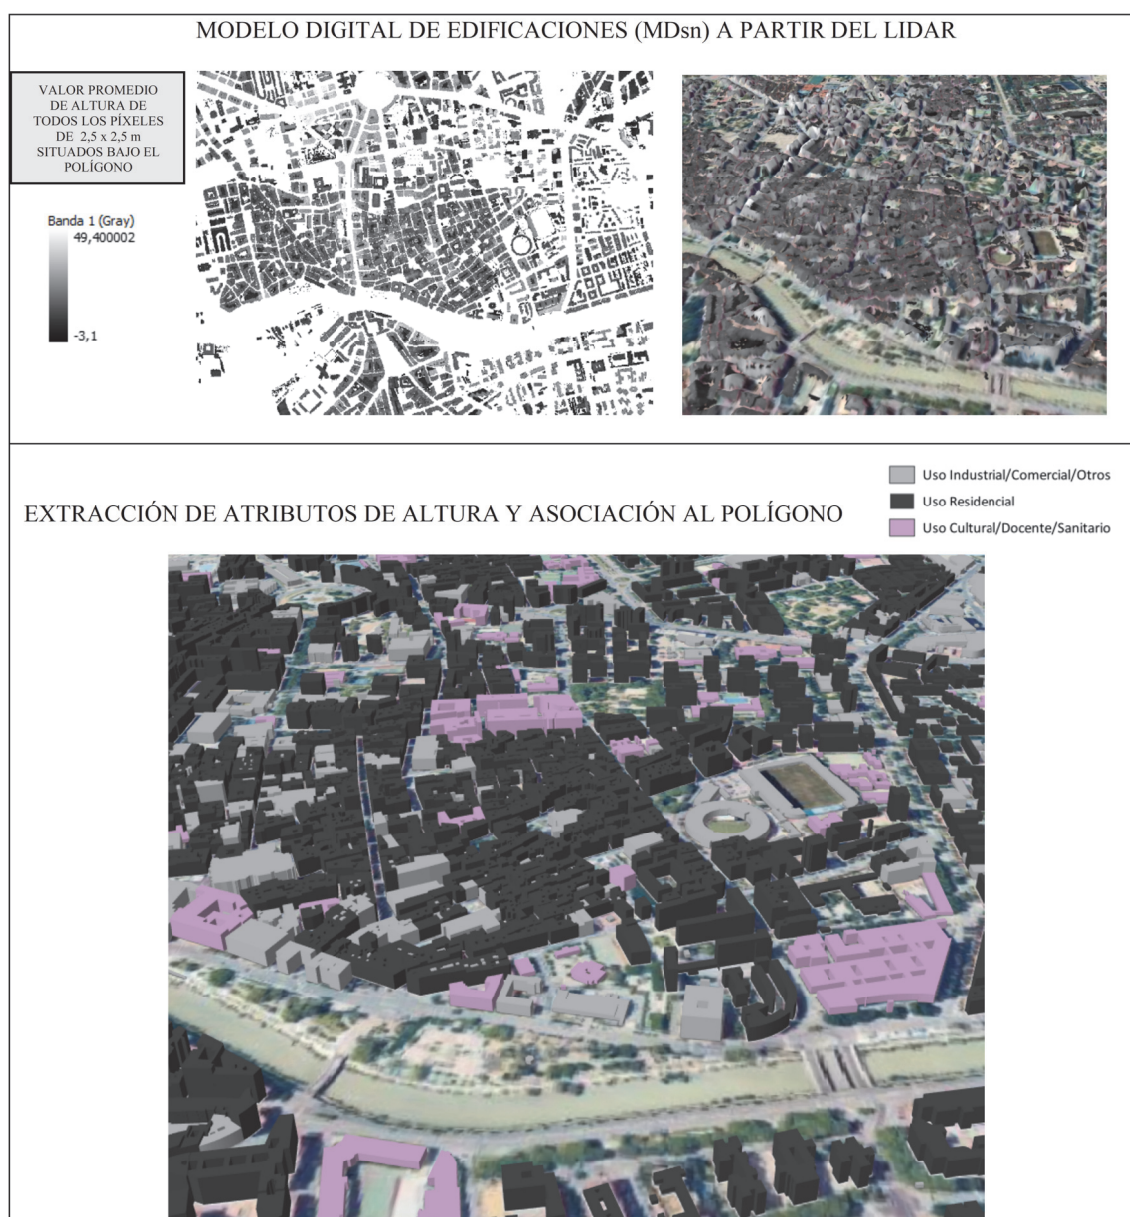 MODELO DIGITAL DE EDIFICACIONES (MDsn) A PARTIR DEL LIDAR
VALOR PROMEDIO
DE ALTURA DE
TODOS LOS PÍXELES
DE 2,5 x 2,5 m
SITUADOS BAJO EL
POLÍGONO
Banda 1 (Gray)
49,400002
-3,1
Uso Industrial/Comercial/Otros
Uso Residencial
Uso Cultural/Docente/Sanitario
EXTRACCIÓN DE ATRIBUTOS DE ALTURA Y ASOCIACIÓN AL POLÍGONO